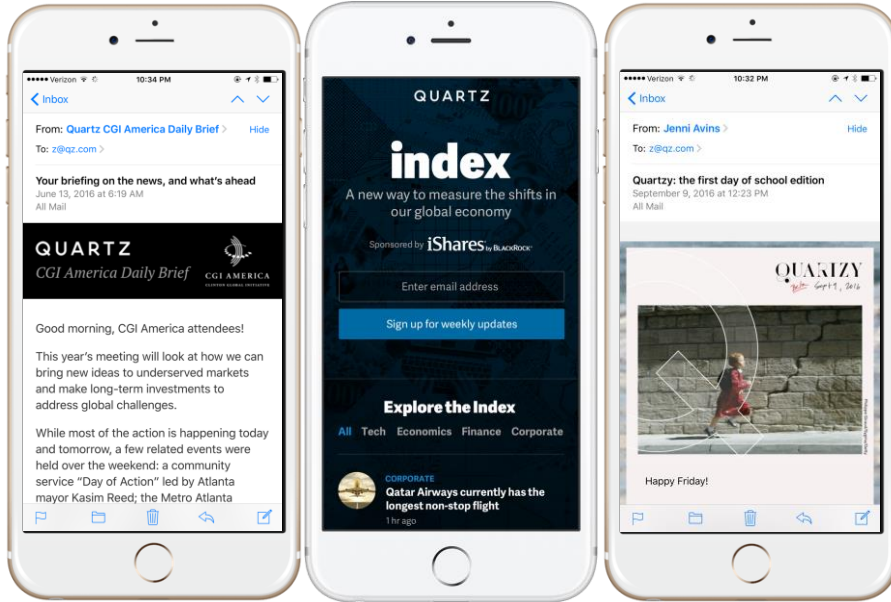 Verizon 10:34 PM
Inbox
From: Quartz CGI America Daily Brief Hide
To: z@qz.com
Your briefing on the news, and what's ahead
June 13, 2016 at 6:19 AM
All Mail
QUARTZ
CGI America Daily Brief
CGI AMERICA
CLINTON GLOBAL INITIATIVE
Good morning, CGI America attendees!
This year's meeting will look at how we can
bring new ideas to underserved markets
and make long-term investments to
address global challenges.
While most of the action is happening today
and tomorrow, a few related events were
held over the weekend: a community
service "Day of Action" led by Atlanta
mayor Kasim Reed; the Metro Atlanta
QUARTZ
index
A new way to measure the shifts in
our global economy
Sponsored by iShares by BLACKROCK
Enter email address
Sign up for weekly updates
Explore the Index
All Tech Economics Finance Corporate
CORPORATE
Qatar Airways currently has the
longest non-stop flight
1 hr ago
Verizon 10:32 PM
Inbox
From: Jenni Avins Hide
To: z@qz.com
Quartzy: the first day of school edition
September 9, 2016 at 12:23 PM
All Mail
QUARTZY
Sept 9, 2016
Happy Friday!